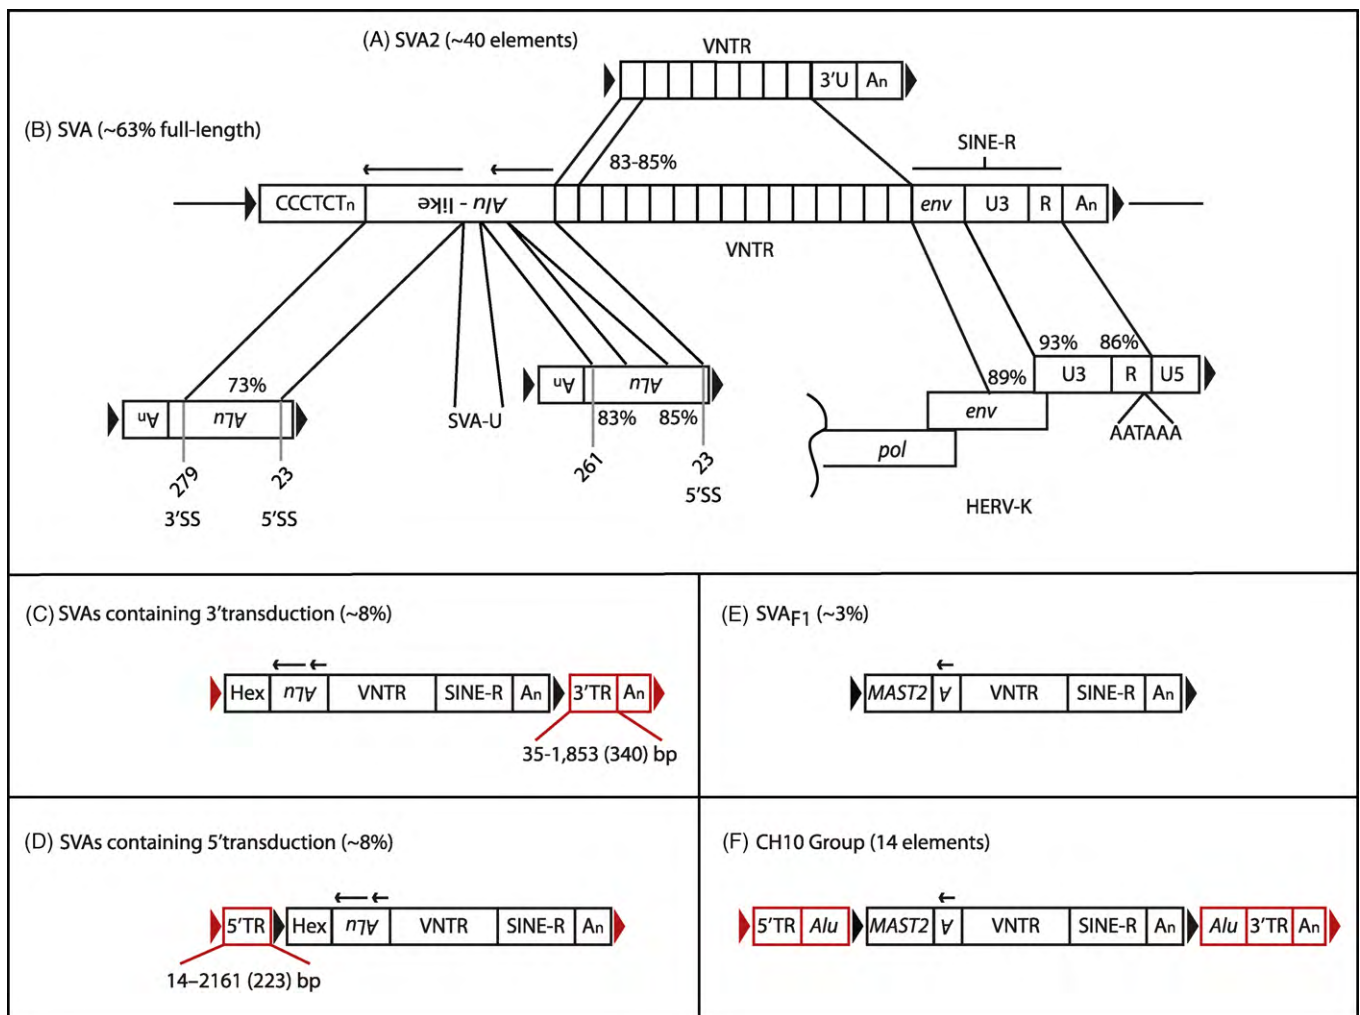 (A) SVA2 (~40 elements)
VNTR
3'U An
(B) SVA (~63% full-length)
83-85%
SINE-R
CCCTCTn Alu - like env U3 R An
VNTR
73%
An Alu
279 23
3'SS 5'SS
SVA-U
An Alu
83% 85%
261 23
5'SS
93% 86%
U3 R U5
89%
env
AATAAA
pol
HERV-K
(C) SVAs containing 3'transduction (~8%)
Hex Alu VNTR SINE-R An 3'TR An
35-1,853 (340) bp
(E) SVAF1 (~3%)
MAST2 A VNTR SINE-R An
(D) SVAs containing 5'transduction (~8%)
5'TR Hex Alu VNTR SINE-R An
14–2161 (223) bp
(F) CH10 Group (14 elements)
5'TR Alu MAST2 A VNTR SINE-R An Alu 3'TR An